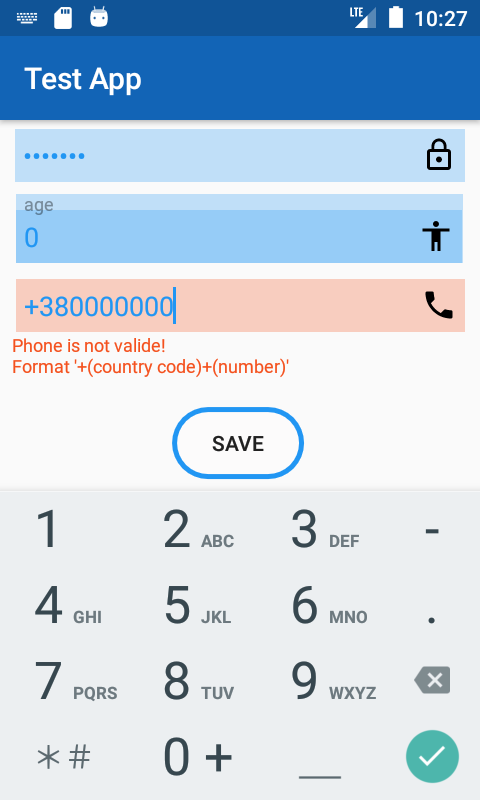 LTE 10:27
Test App
•••••••
age
0
+380000000
Phone is not valide!
Format '+(country code)+(number)'
SAVE
1 2 ABC 3 DEF -
4 GHI 5 JKL 6 MNO .
7 PQRS 8 TUV 9 WXYZ
*# 0 + _